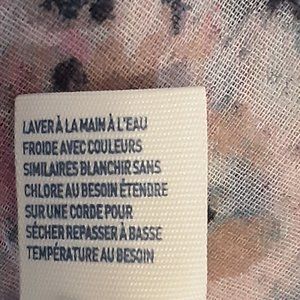 LAVER À LA MAIN À L'EAU
FROIDE AVEC COULEURS
SIMILAIRES BLANCHIR SANS
CHLORE AU BESOIN ÉTENDRE
SUR UNE CORDE POUR
SÉCHER REPASSER À BASSE
TEMPÉRATURE AU BESOIN